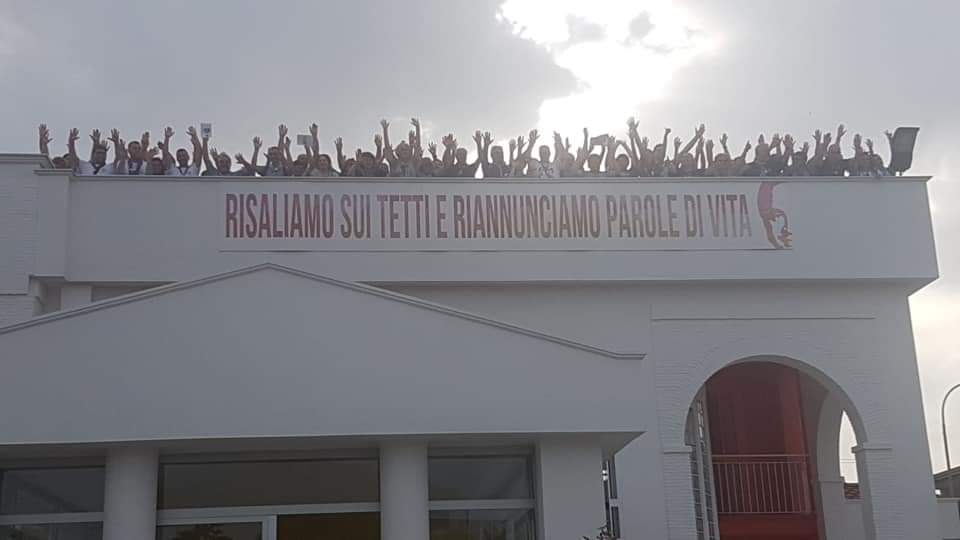 RISALIAMO SUI TETTI E RIANNUNCIAMO PAROLE DI VITA